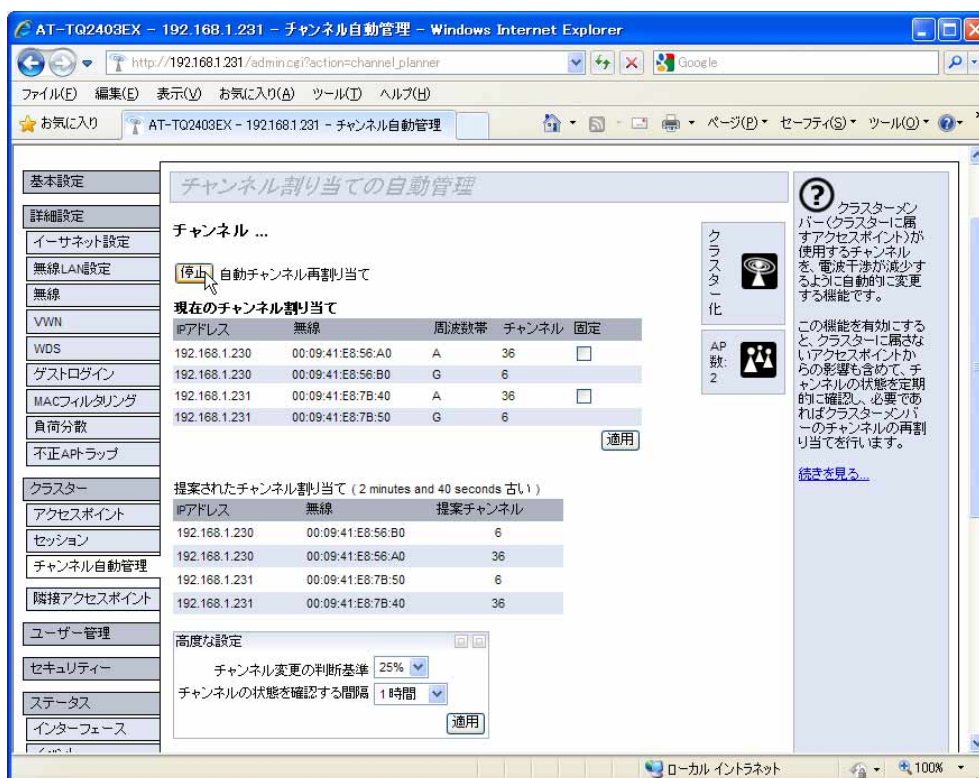 AT-TQ2403EX - 192.168.1.231 - チャンネル自動管理 - Windows Internet Explorer
http://192.168.1.231/admin.cgi?action=channel_planner
Google
ファイル(F) 編集(E) 表示(V) お気に入り(A) ツール(T) ヘルプ(H)
お気に入り
AT-TQ2403EX - 192.168.1.231 - チャンネル自動管理
ページ(P) セーフティ(S) ツール(O)
基本設定
詳細設定
イーサネット設定
無線LAN設定
無線
VWN
WDS
ゲストログイン
MACフィルタリング
負荷分散
不正APトラップ
クラスター
アクセスポイント
セッション
チャンネル自動管理
隣接アクセスポイント
ユーザー管理
セキュリティー
ステータス
インターフェース
チャンネル割り当ての自動管理
チャンネル ...
停止 自動チャンネル再割り当て
現在のチャンネル割り当て
IPアドレス 無線 周波数帯 チャンネル 固定
192.168.1.230 00:09:41:E8:56:A0 A 36
192.168.1.230 00:09:41:E8:56:B0 G 6
192.168.1.231 00:09:41:E8:7B:40 A 36
192.168.1.231 00:09:41:E8:7B:50 G 6
適用
提案されたチャンネル割り当て ( 2 minutes and 40 seconds 古い )
IPアドレス 無線 提案チャンネル
192.168.1.230 00:09:41:E8:56:B0 6
192.168.1.230 00:09:41:E8:56:A0 36
192.168.1.231 00:09:41:E8:7B:50 6
192.168.1.231 00:09:41:E8:7B:40 36
高度な設定
チャンネル変更の判断基準 25%
チャンネルの状態を確認する間隔 1時間
適用
クラスター化
AP
数:
2
クラスターメン
バー(クラスターに属
すアクセスポイント)が
使用するチャンネル
を、電波干渉が減少す
るように自動的に変更
する機能です。
この機能を有効にする
と、クラスターに属さな
いアクセスポイントか
らの影響も含めて、チ
ャンネルの状態を定期
的に確認し、必要であ
ればクラスターメンバ
ーのチャンネルの再割
り当てを行います。
続きを見る...
ローカル イントラネット
100%